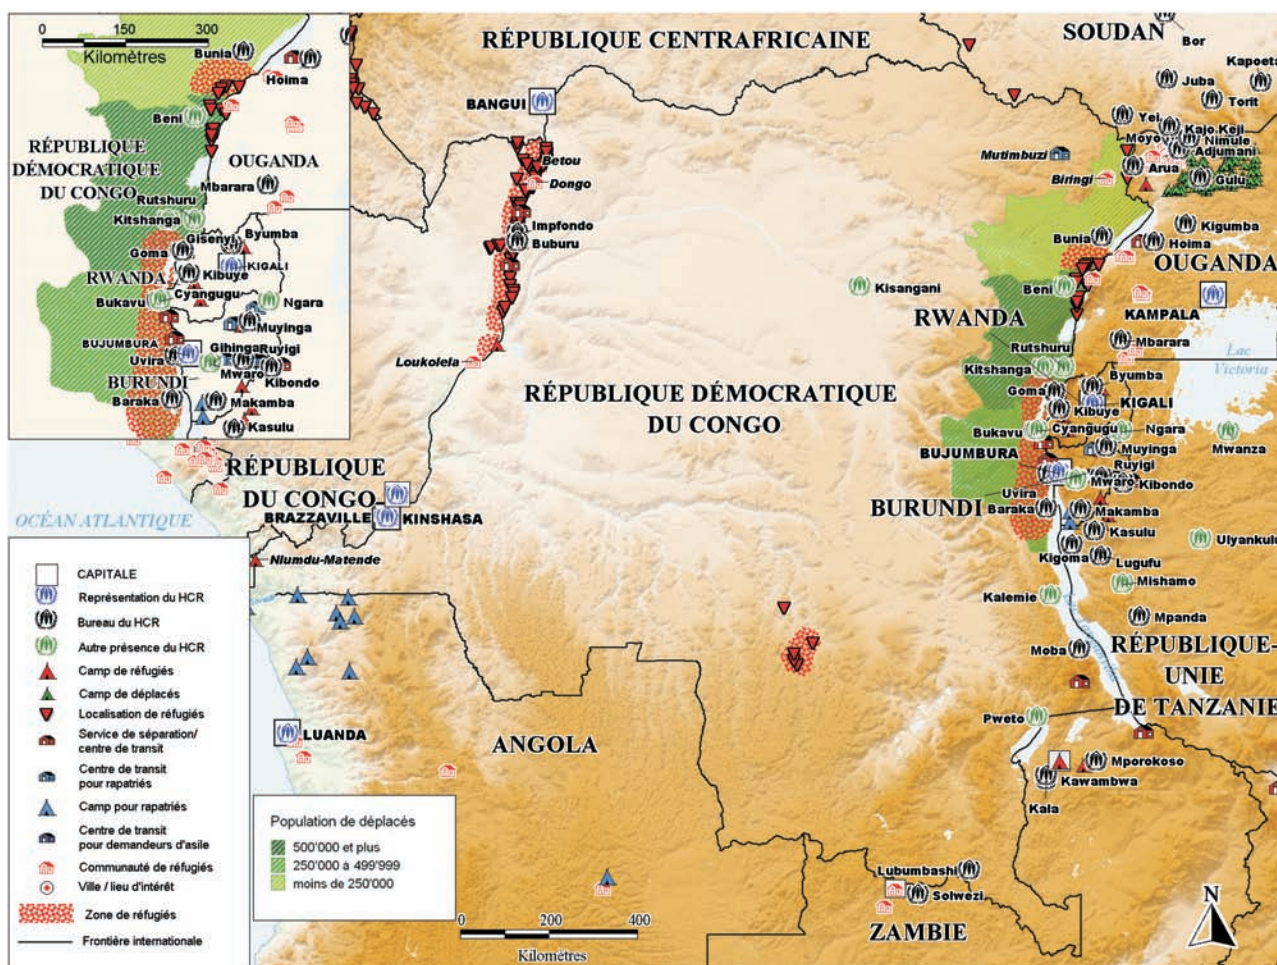 0 150 300
Kilomètres
Bunia
Hoima
Beni
RÉPUBLIQUE
DÉMOCRATIQUE
DU CONGO
OUGANDA
Mbarara
Rutshuru
Kitshanga
Gisenyi
Byumba
Goma
KIGALI
RWANDA
Kibuye
Bukavu
Cyangugu
Ngara
Muyinga
BUJUMBURA
Gihinga
Ruyigi
Uvira
Mwaro
BURUNDI
Kibondo
Baraka
Makamba
Kasulu
RÉPUBLIQUE CENTRAFRICAINE
SOUDAN
Bor
Kapoeta
Juba
Torit
BANGUI
Yei
Kajo Keji
Moyo
Nimule
Adjumani
Mutimbuzi
Arua
Biringi
Gulu
Betou
Dongo
Impfondo
Buburu
Kigumba
Bunia
Hoima
OUGANDA
Kisangani
Beni
KAMPALA
RWANDA
Mbarara
Rutshuru
Lac
Victoria
Loukolela
Kitshanga
Byumba
Goma
KIGALI
Kibuye
RÉPUBLIQUE DÉMOCRATIQUE
DU CONGO
Bukavu
Cyangugu
Ngara
Mwanza
Muyinga
BUJUMBURA
Ruyigi
Mwaro
Kibondo
Uvira
RÉPUBLIQUE
DU CONGO
BURUNDI
Baraka
Makamba
OCÉAN ATLANTIQUE
BRAZZAVILLE
KINSHASA
Kasulu
Ulyankulu
Kigoma
Lugufu
Nlumdu-Matende
Mishamo
Kalemie
Mpanda
Moba
RÉPUBLIQUE-
UNIE
DE TANZANIE
Pweto
LUANDA
ANGOLA
Mporokoso
Kawambwa
Kala
Lubumbashi
Solwezi
ZAMBIE
N
CAPITALE
Représentation du HCR
Bureau du HCR
Autre présence du HCR
Camp de réfugiés
Camp de déplacés
Localisation de réfugiés
Service de séparation/
centre de transit
Centre de transit
pour rapatriés
Camp pour rapatriés
Centre de transit
pour demandeurs d'asile
Communauté de réfugiés
Ville / lieu d'intérêt
Zone de réfugiés
Frontière internationale
Population de déplacés
500'000 et plus
250'000 à 499'999
moins de 250'000
0 200 400
Kilomètres